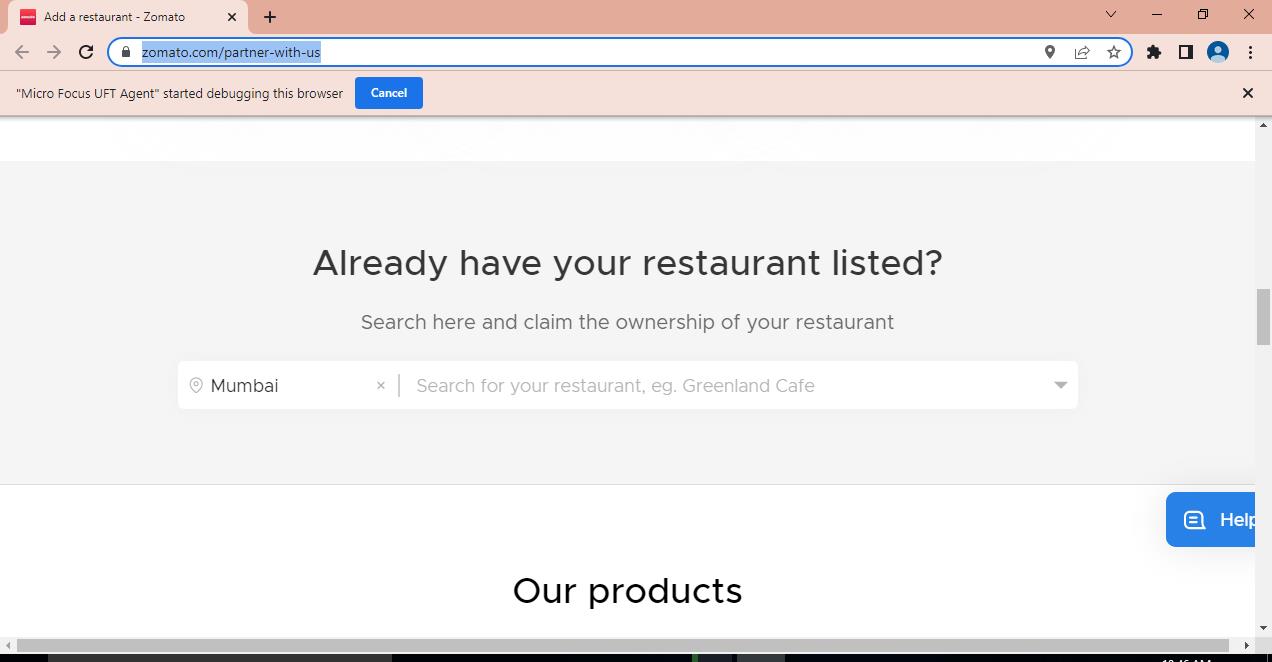 Add a restaurant - Zomato
zomato.com/partner-with-us
"Micro Focus UFT Agent" started debugging this browser
Cancel
Already have your restaurant listed?
Search here and claim the ownership of your restaurant
Mumbai
Search for your restaurant, eg. Greenland Cafe
Help
Our products